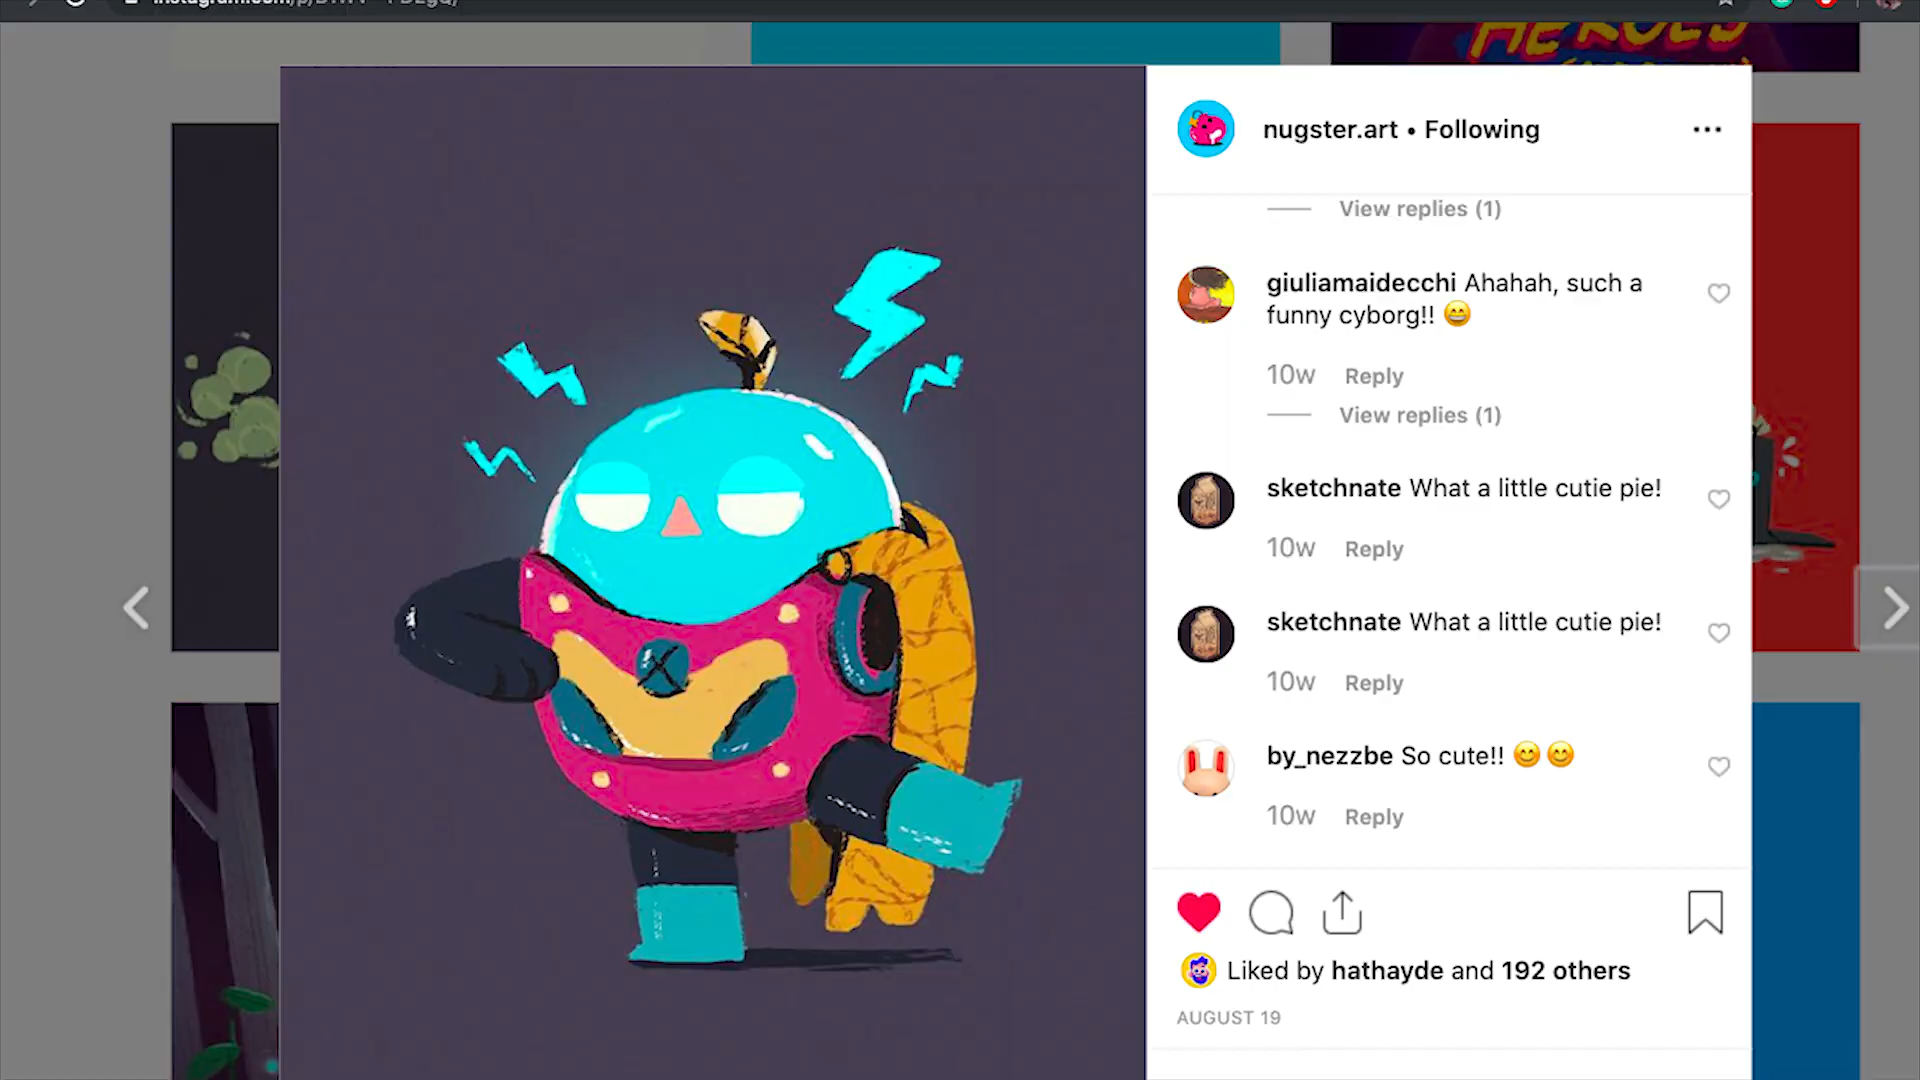 HEROES
nugster.art • Following
View replies (1)
giuliamaidecchi Ahahah, such a
funny cyborg!! 😄
10w Reply
View replies (1)
sketchnate What a little cutie pie!
10w Reply
sketchnate What a little cutie pie!
10w Reply
by_nezzbe So cute!! 😊😊
10w Reply
Liked by hathayde and 192 others
AUGUST 19